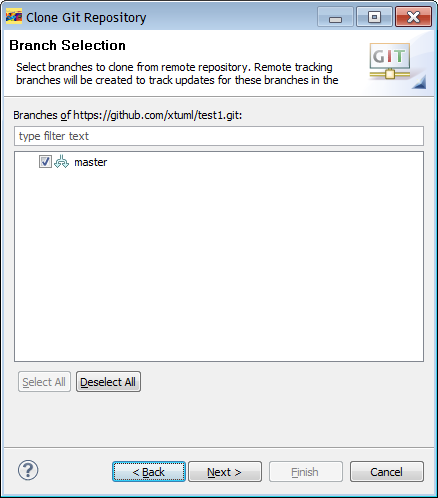 Clone Git Repository
Branch Selection
GIT
Select branches to clone from remote repository. Remote tracking
branches will be created to track updates for these branches in the
Branches of https://github.com/xtuml/test1.git:
type filter text
master
Select All
Deselect All
?
< Back
Next >
Finish
Cancel